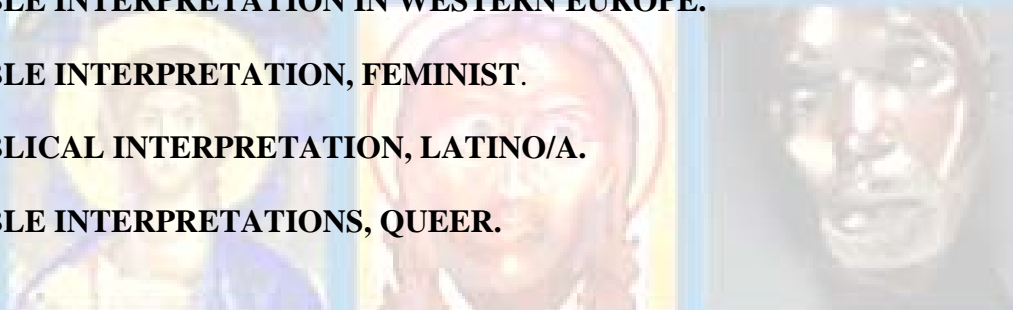 BLE INTERPRETATION IN WESTERN EUROPE.
BLE INTERPRETATION, FEMINIST.
BLICAL INTERPRETATION, LATINO/A.
BLE INTERPRETATIONS, QUEER.